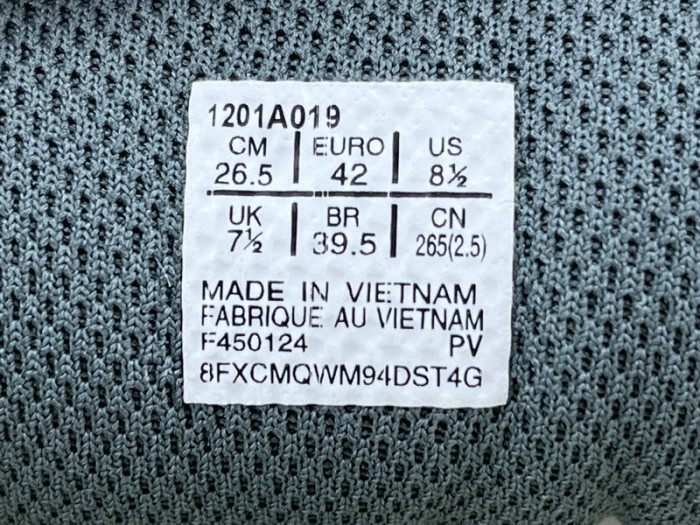 1201A019
CM | EURO | US
26.5 | 42 | 8½
UK | BR | CN
7½ | 39.5 | 265(2.5)
MADE IN VIETNAM
FABRIQUE AU VIETNAM
F450124 PV
8FXCMQWM94DST4G